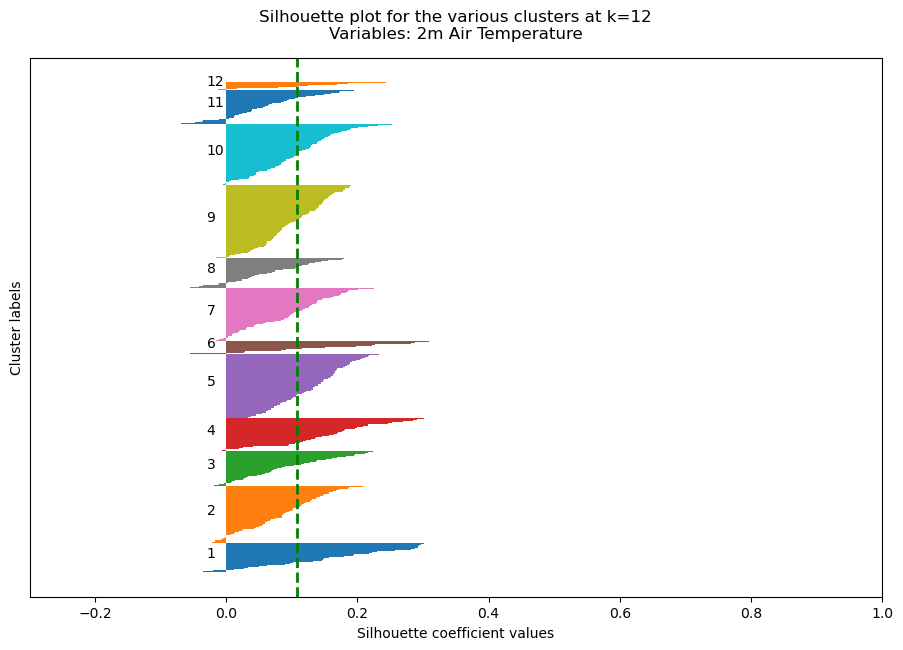 Silhouette plot for the various clusters at k=12
Variables: 2m Air Temperature
12
11
10
9
8
7
6
5
4
3
2
1
Cluster labels
−0.2 0.0 0.2 0.4 0.6 0.8 1.0
Silhouette coefficient values